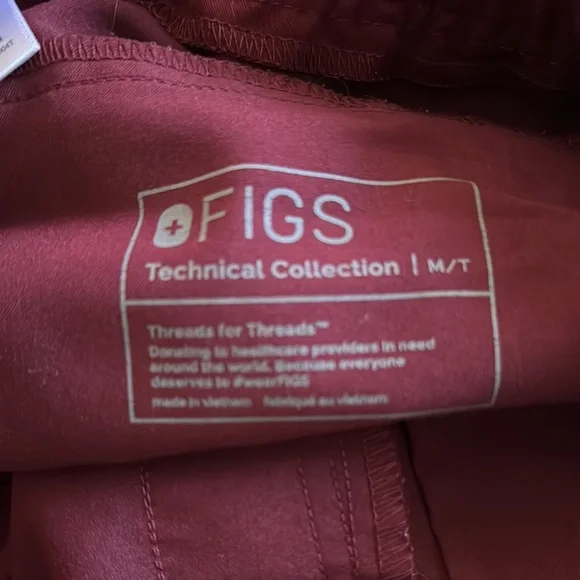 FIGS
Technical Collection | M/T
Threads for Threads™
Donating to healthcare providers in need
around the world. Because everyone
deserves to #wearFIGS
made in vietnam fabriqué au vietnam